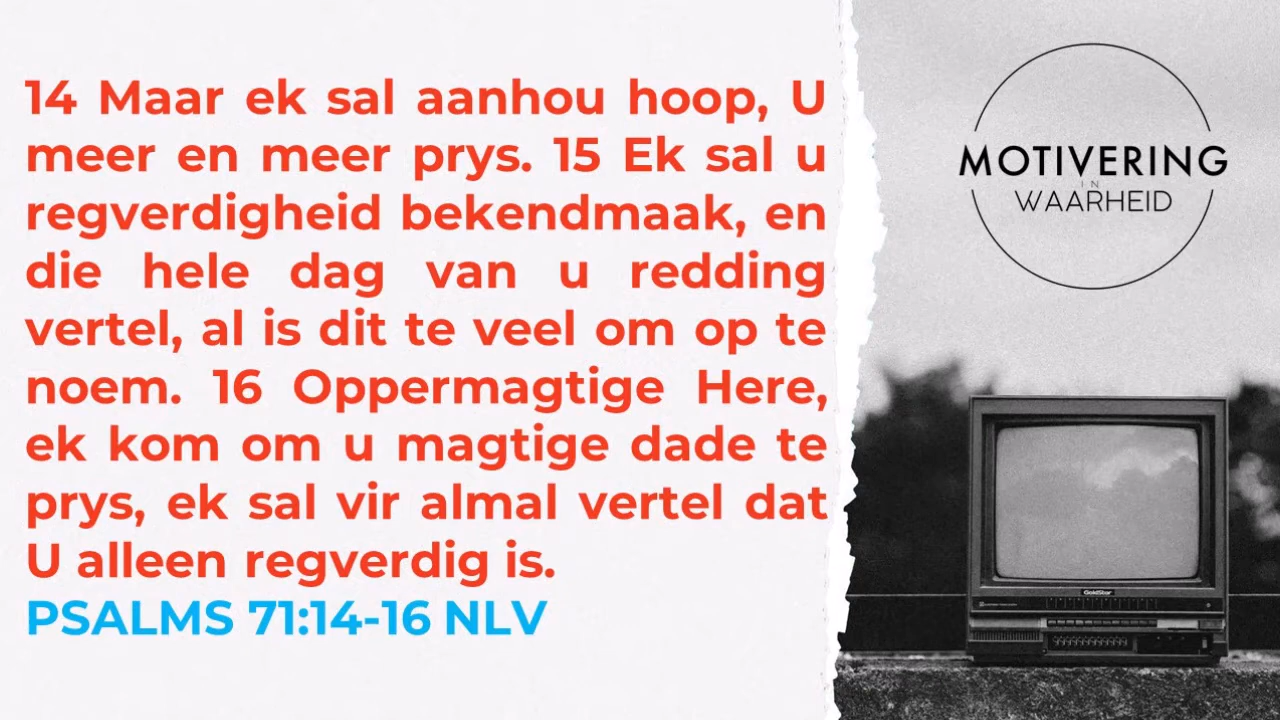 14 Maar ek sal aanhou hoop, U
meer en meer prys. 15 Ek sal u
regverdigheid bekendmaak, en
die hele dag van u redding
vertel, al is dit te veel om op te
noem. 16 Oppermagtige Here,
ek kom om u magtige dade te
prys, ek sal vir almal vertel dat
U alleen regverdig is.
PSALMS 71:14-16 NLV
MOTIVERING
IN
WAARHEID
GoldStar